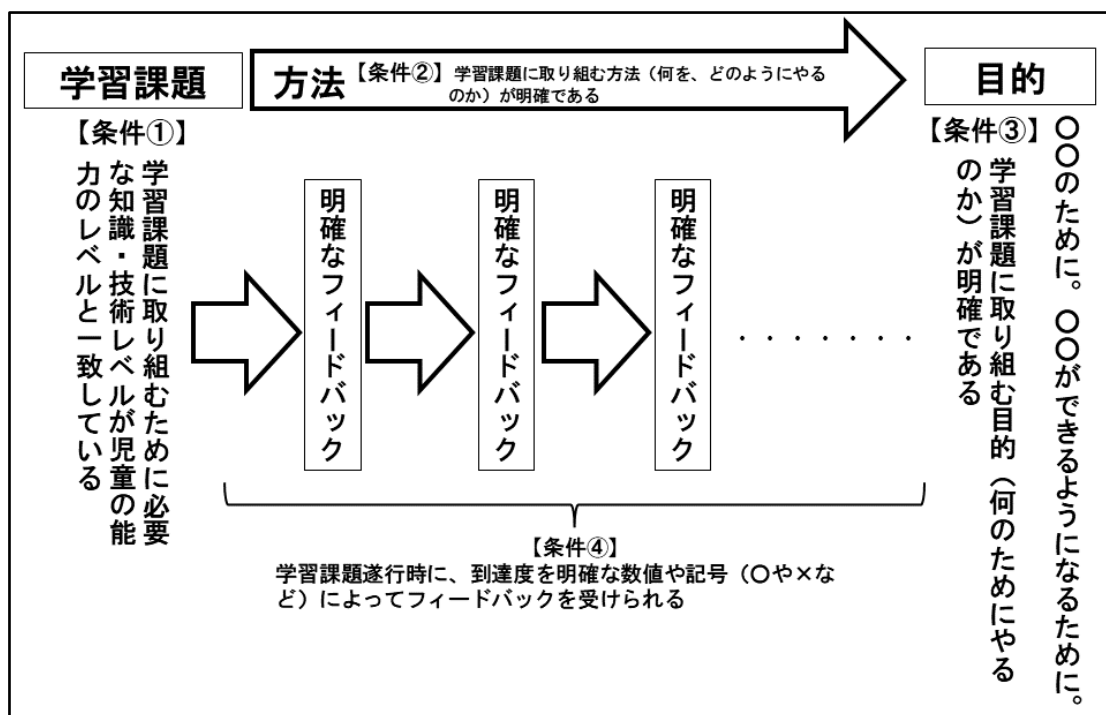 学習課題
方法
【条件②】学習課題に取り組む方法（何を、どのようにやる
のか）が明確である
目的
【条件①】
学習課題に取り組むために必要
な知識・技術レベルが児童の能
力のレベルと一致している
明確なフィードバック
明確なフィードバック
明確なフィードバック
・・・・・・・
【条件③】
〇〇のために。〇〇ができるようになるために。
学習課題に取り組む目的（何のためにやる
のか）が明確である
【条件④】
学習課題遂行時に、到達度を明確な数値や記号（〇や×な
ど）によってフィードバックを受けられる